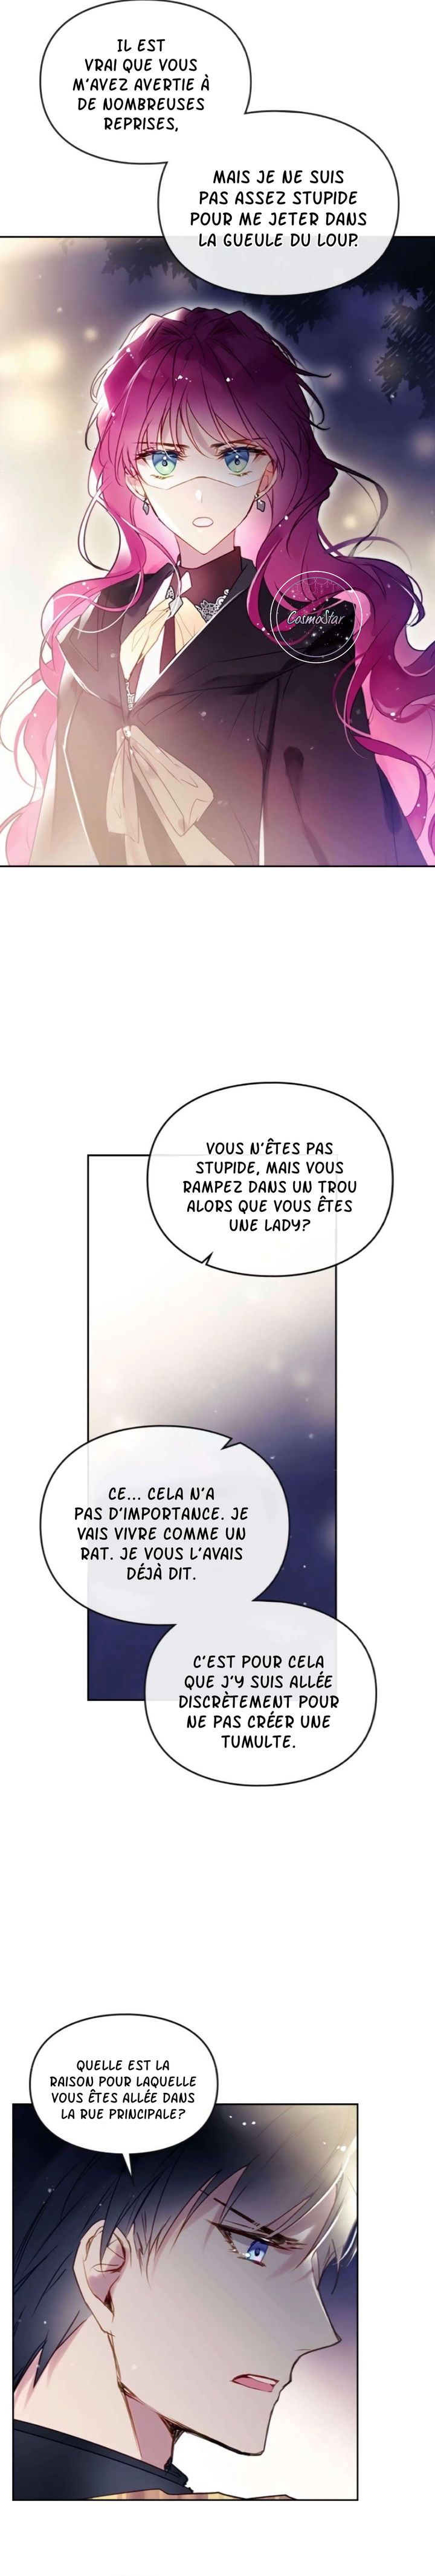 IL EST
VRAI QUE VOUS
M'AVEZ AVERTIE À
DE NOMBREUSES
REPRISES,
MAIS JE NE SUIS
PAS ASSEZ STUPIDE
POUR ME JETER DANS
LA GUEULE DU LOUP.
CosmoStar
VOUS N'ÊTES PAS
STUPIDE, MAIS VOUS
RAMPEZ DANS UN TROU
ALORS QUE VOUS ÊTES
UNE LADY?
CE... CELA N'A
PAS D'IMPORTANCE. JE
VAIS VIVRE COMME UN
RAT. JE VOUS L'AVAIS
DÉJÀ DIT.
C'EST POUR CELA
QUE J'Y SUIS ALLÉE
DISCRÈTEMENT POUR
NE PAS CRÉER UNE
TUMULTE.
QUELLE EST LA
RAISON POUR LAQUELLE
VOUS ÊTES ALLÉE DANS
LA RUE PRINCIPALE?